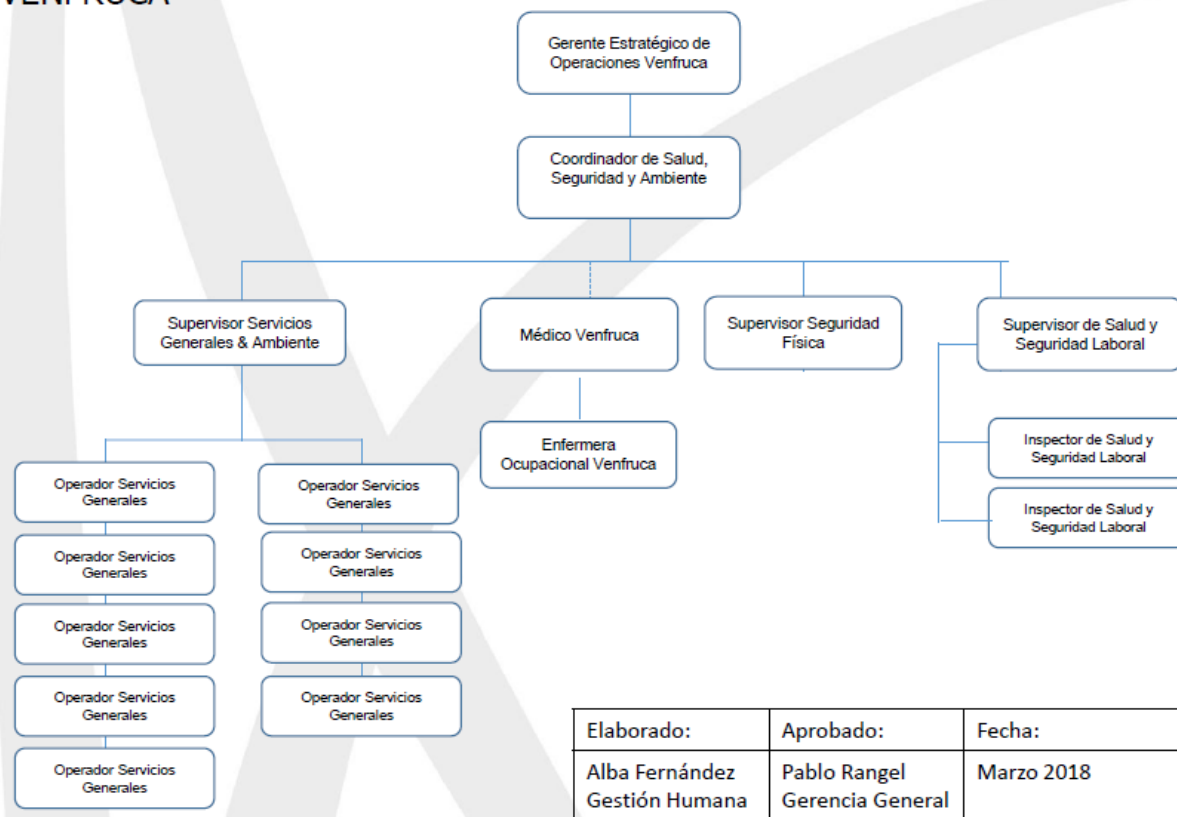 VENFRUCA
Gerente Estratégico de
Operaciones Venfruca
Coordinador de Salud,
Seguridad y Ambiente
Supervisor Servicios
Generales & Ambiente
Médico Venfruca
Supervisor Seguridad
Física
Supervisor de Salud y
Seguridad Laboral
Enfermera
Ocupacional Venfruca
Inspector de Salud y
Seguridad Laboral
Inspector de Salud y
Seguridad Laboral
Operador Servicios
Generales
Operador Servicios
Generales
Operador Servicios
Generales
Operador Servicios
Generales
Operador Servicios
Generales
Operador Servicios
Generales
Operador Servicios
Generales
Operador Servicios
Generales
Operador Servicios
Generales
Elaborado:
Aprobado:
Fecha:
Alba Fernández
Gestión Humana
Pablo Rangel
Gerencia General
Marzo 2018